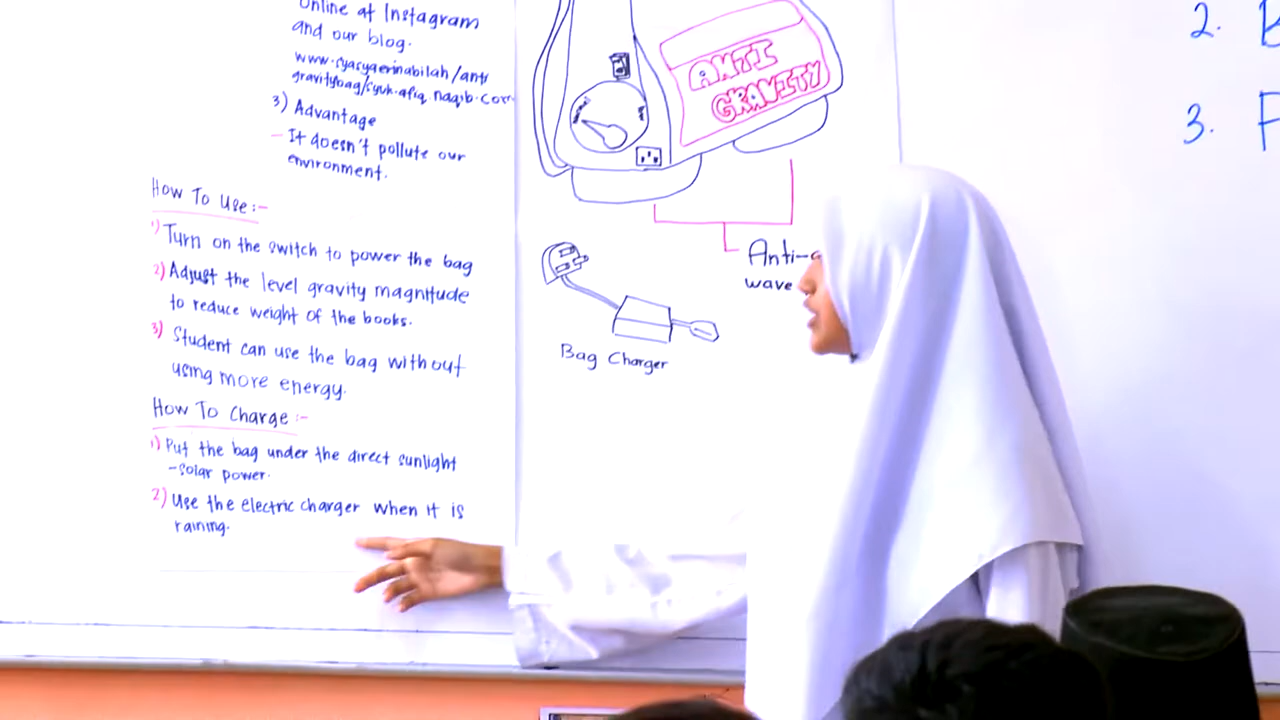 Online at Instagram
and our blog.
www.syasyaerinabilah/anti
gravitybag/syuk.afiq.naqib.com
3) Advantage
- It doesn't pollute our
environment.
How To Use :-
1) Turn on the switch to power the bag
2) Adjust the level gravity magnitude
to reduce weight of the books.
3) Student can use the bag without
using more energy.
How To Charge :-
1) Put the bag under the direct sunlight
- solar power.
2) Use the electric charger when it is
raining.
ANTI
GRAVITY
Anti-
wave
Bag Charger
2.
3. F